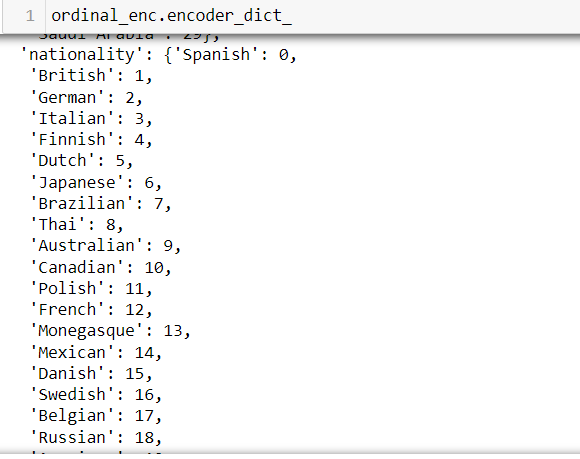 1 ordinal_enc.encoder_dict_
'Saudi Arabia': 29},
'nationality': {'Spanish': 0,
'British': 1,
'German': 2,
'Italian': 3,
'Finnish': 4,
'Dutch': 5,
'Japanese': 6,
'Brazilian': 7,
'Thai': 8,
'Australian': 9,
'Canadian': 10,
'Polish': 11,
'French': 12,
'Monegasque': 13,
'Mexican': 14,
'Danish': 15,
'Swedish': 16,
'Belgian': 17,
'Russian': 18,